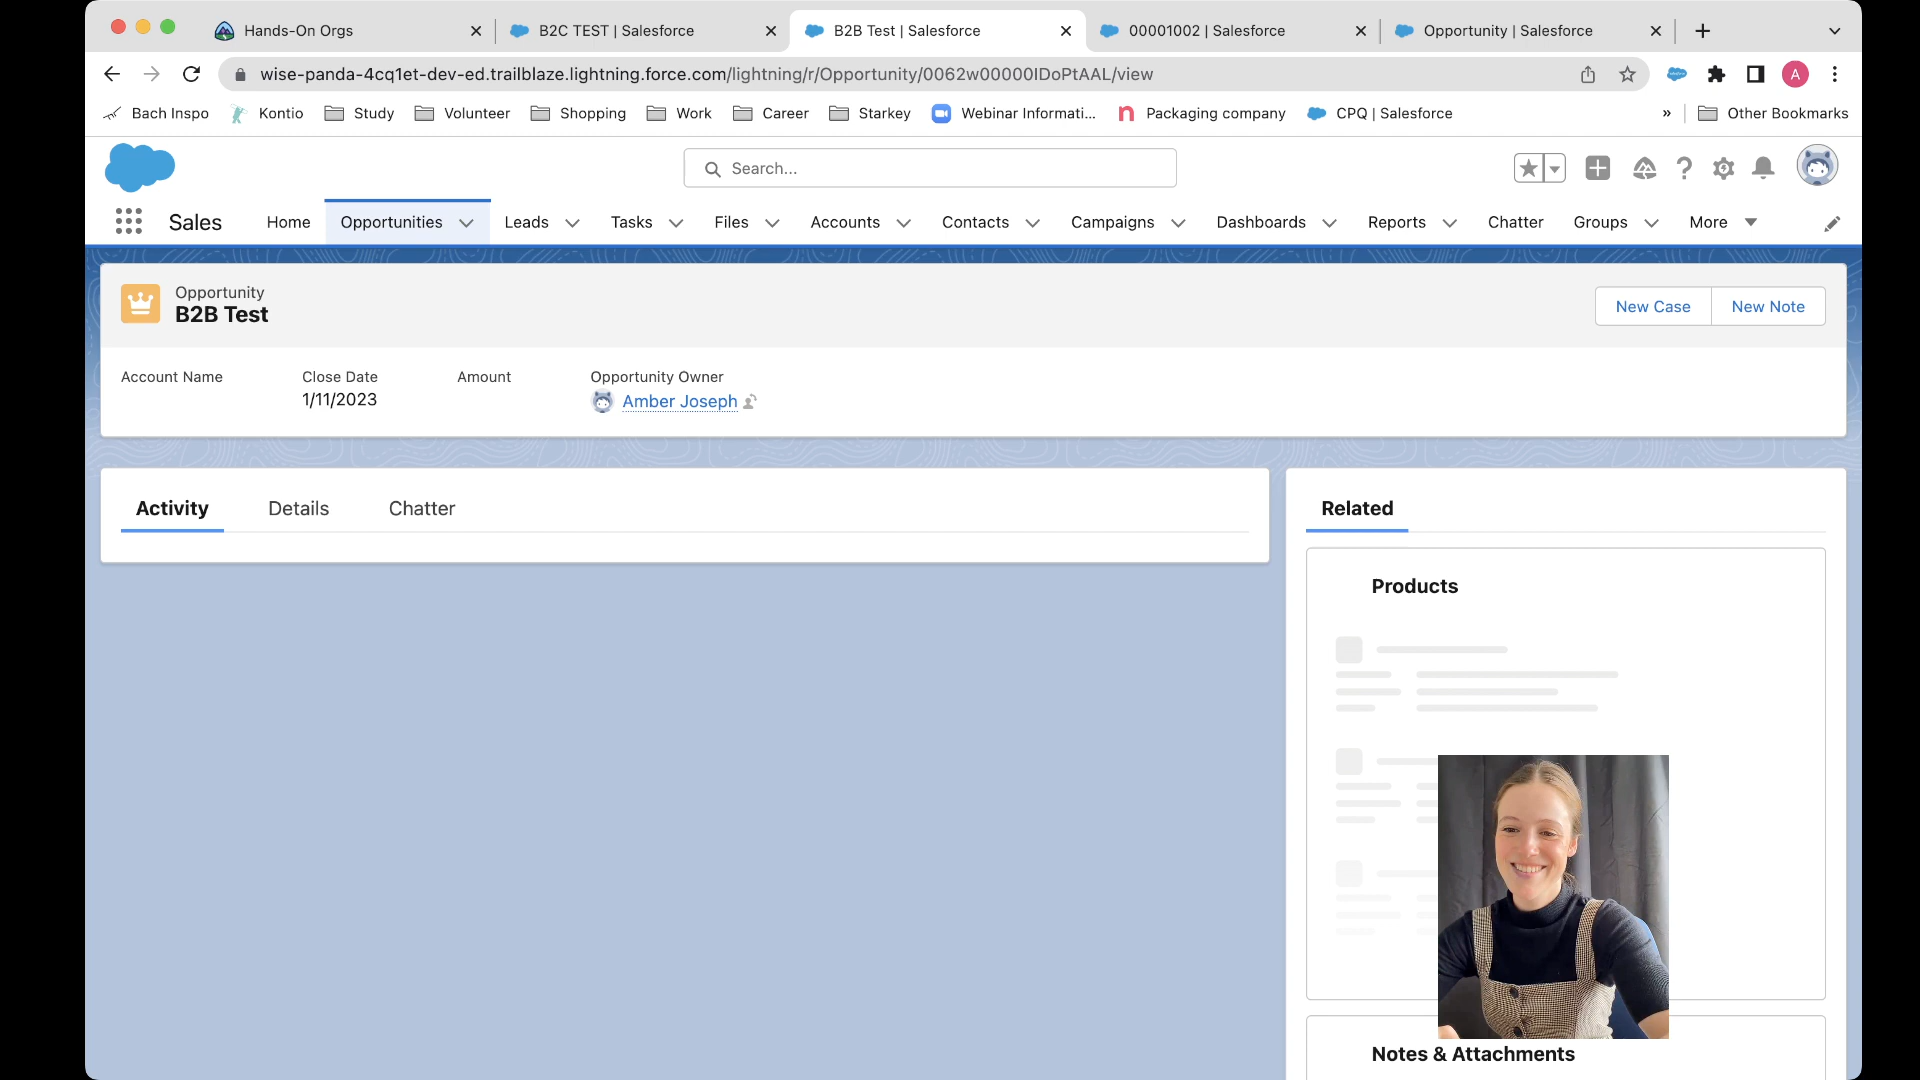 Hands-On Orgs
B2C TEST | Salesforce
B2B Test | Salesforce
00001002 | Salesforce
Opportunity | Salesforce
wise-panda-4cq1et-dev-ed.trailblaze.lightning.force.com/lightning/r/Opportunity/0062w00000IDoPtAAL/view
A
Bach Inspo
Kontio
Study
Volunteer
Shopping
Work
Career
Starkey
Webinar Informati...
Packaging company
CPQ | Salesforce
»
Other Bookmarks
Search...
Sales
Home
Opportunities
Leads
Tasks
Files
Accounts
Contacts
Campaigns
Dashboards
Reports
Chatter
Groups
More
Opportunity
B2B Test
New Case
New Note
Account Name
Close Date
1/11/2023
Amount
Opportunity Owner
Amber Joseph
Activity
Details
Chatter
Related
Products
Notes & Attachments